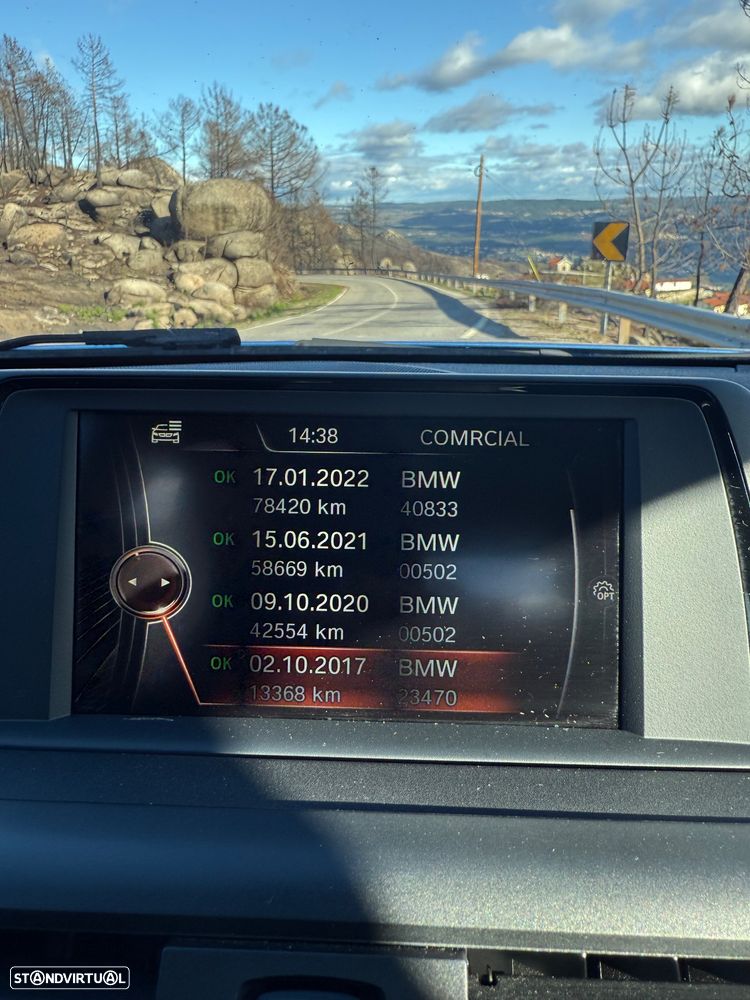 14:38 COMRCIAL
OK 17.01.2022 BMW
78420 km 40833
OK 15.06.2021 BMW
58669 km 00502
OK 09.10.2020 BMW
42554 km 00502
OK 02.10.2017 BMW
13368 km 23470
OPT
STANDVIRTUAL